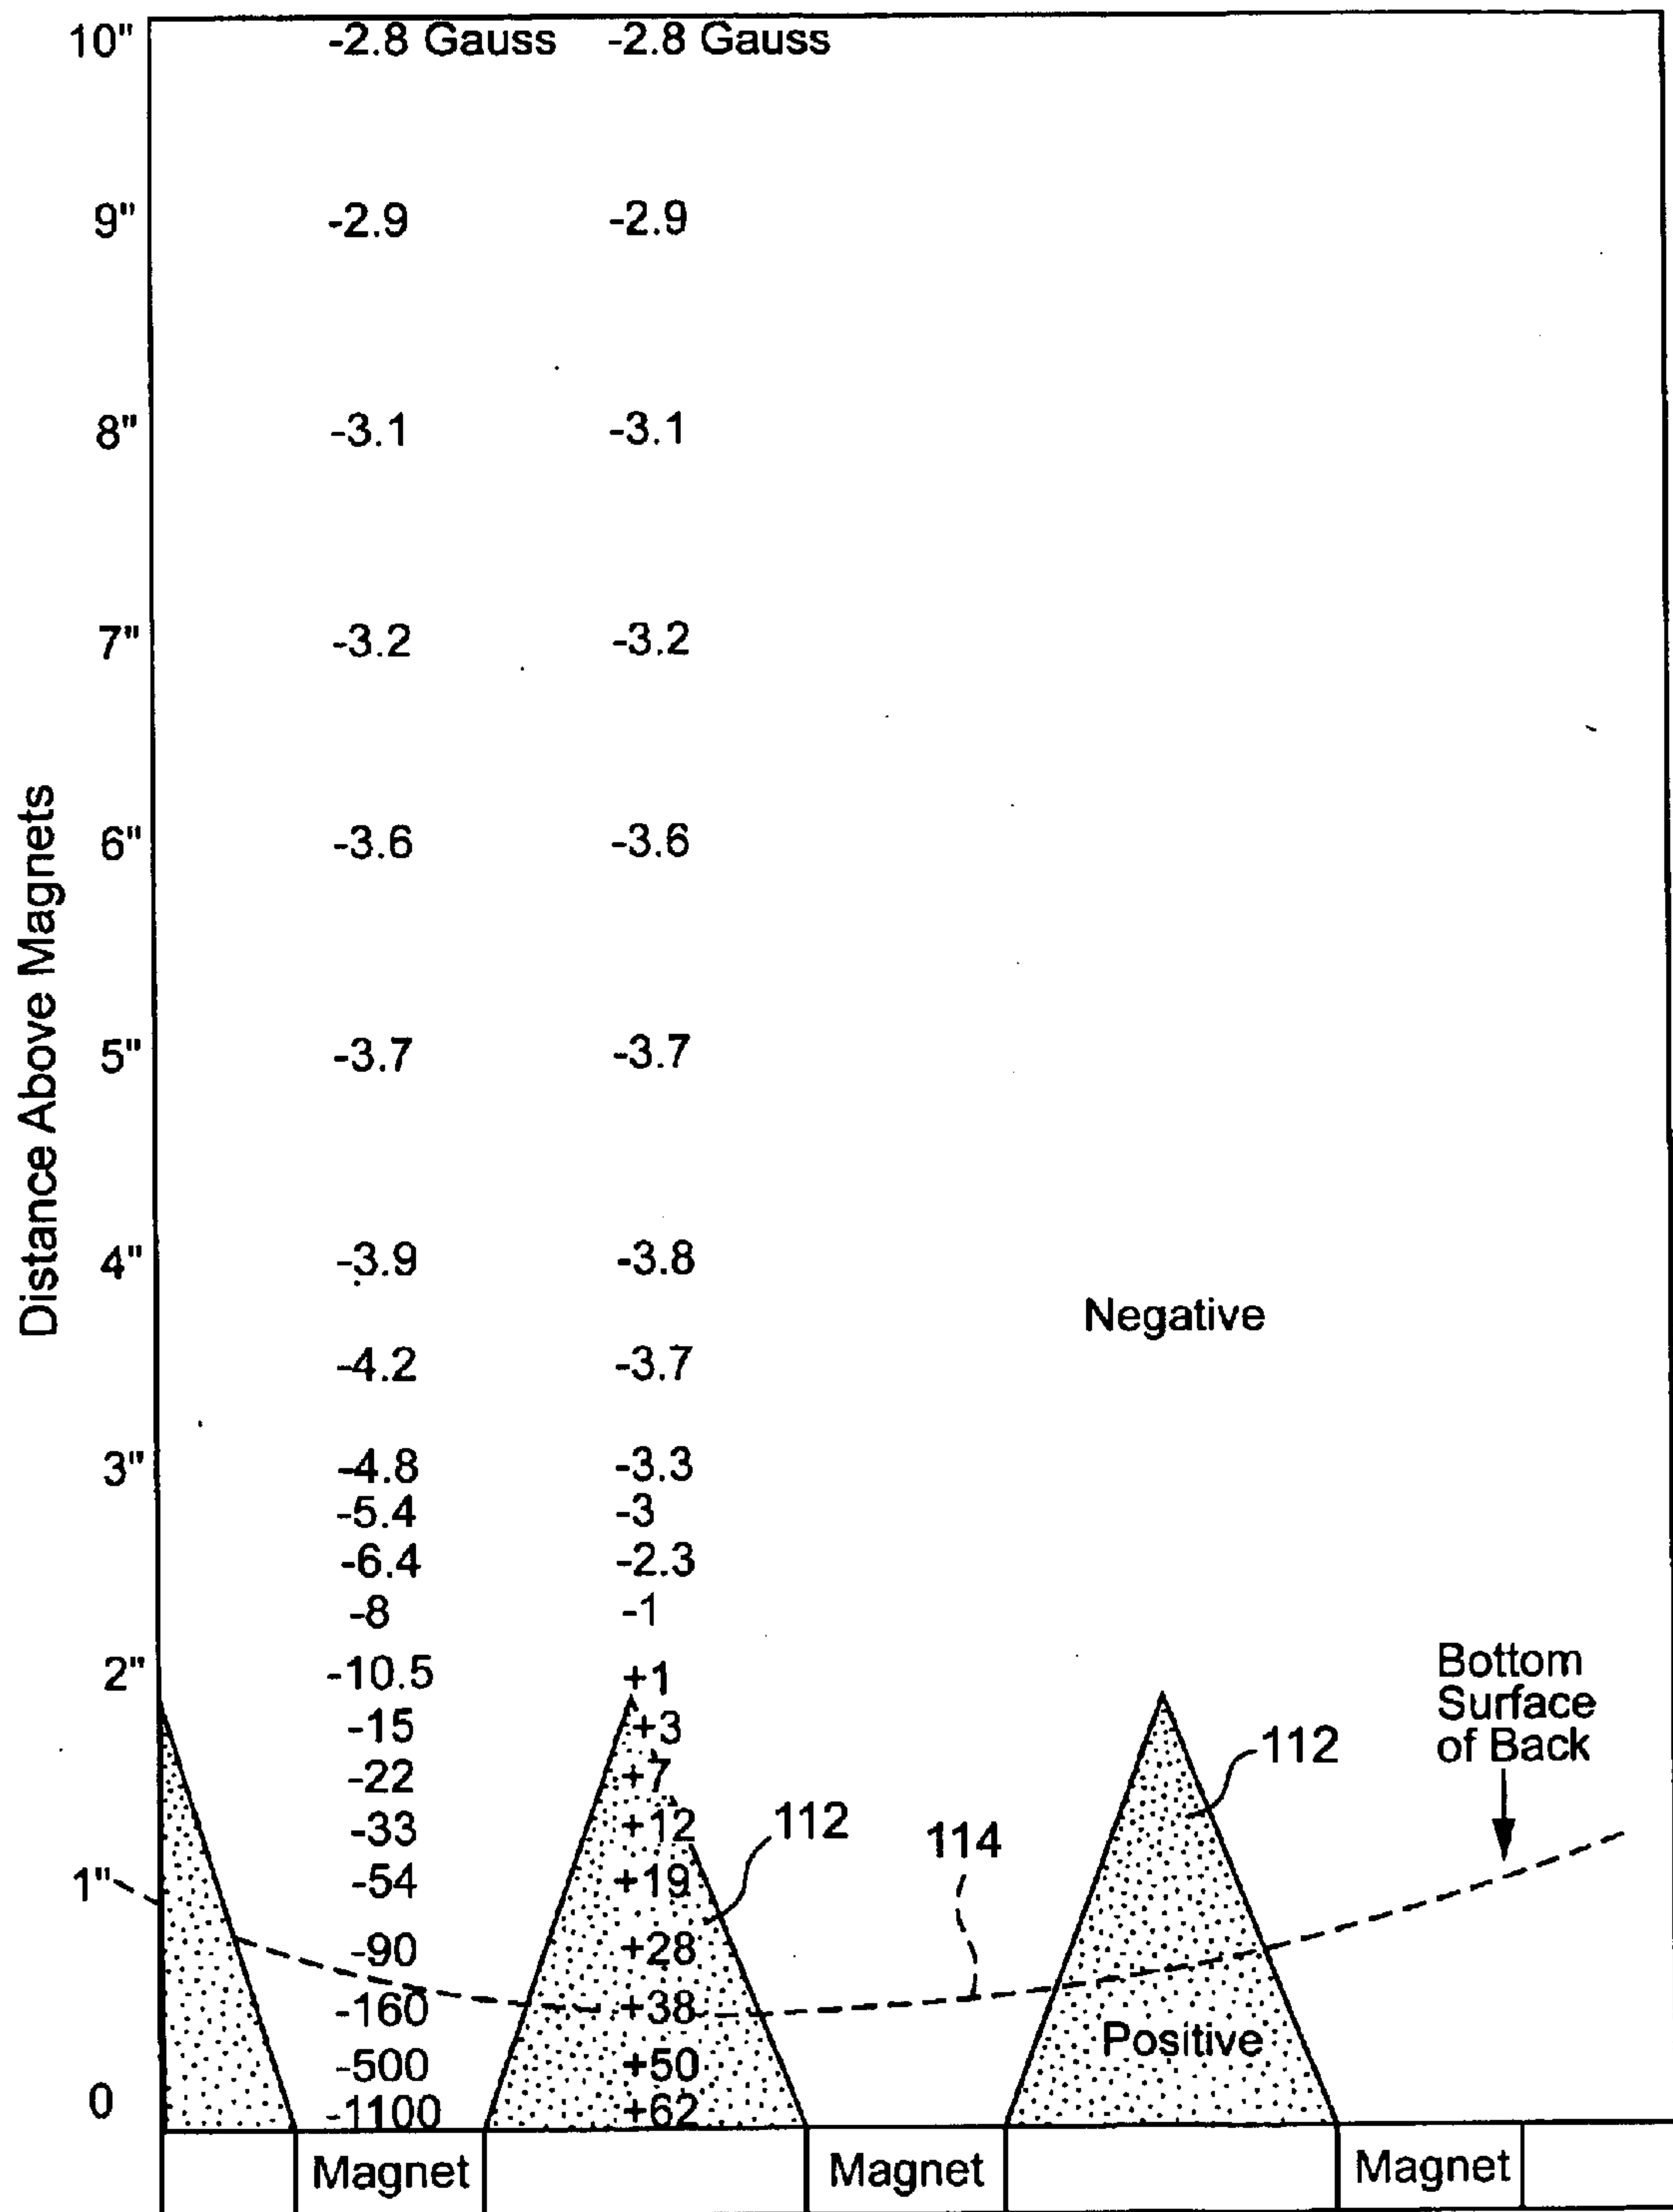 10" -2.8 Gauss -2.8 Gauss
9" -2.9 -2.9
8" -3.1 -3.1
7" -3.2 -3.2
6" -3.6 -3.6
5" -3.7 -3.7
Distance Above Magnets
4" -3.9 -3.8
Negative
-4.2 -3.7
3" -4.8 -3.3
-5.4 -3
-6.4 -2.3
-8 -1
2" -10.5 +1
Bottom
Surface
of Back
-15 +3
112
-22 +7
-33 +12 112
114
1" -54 +19
-90 +28
-160 +38
Positive
-500 +50
0 -1100 +62
Magnet Magnet Magnet